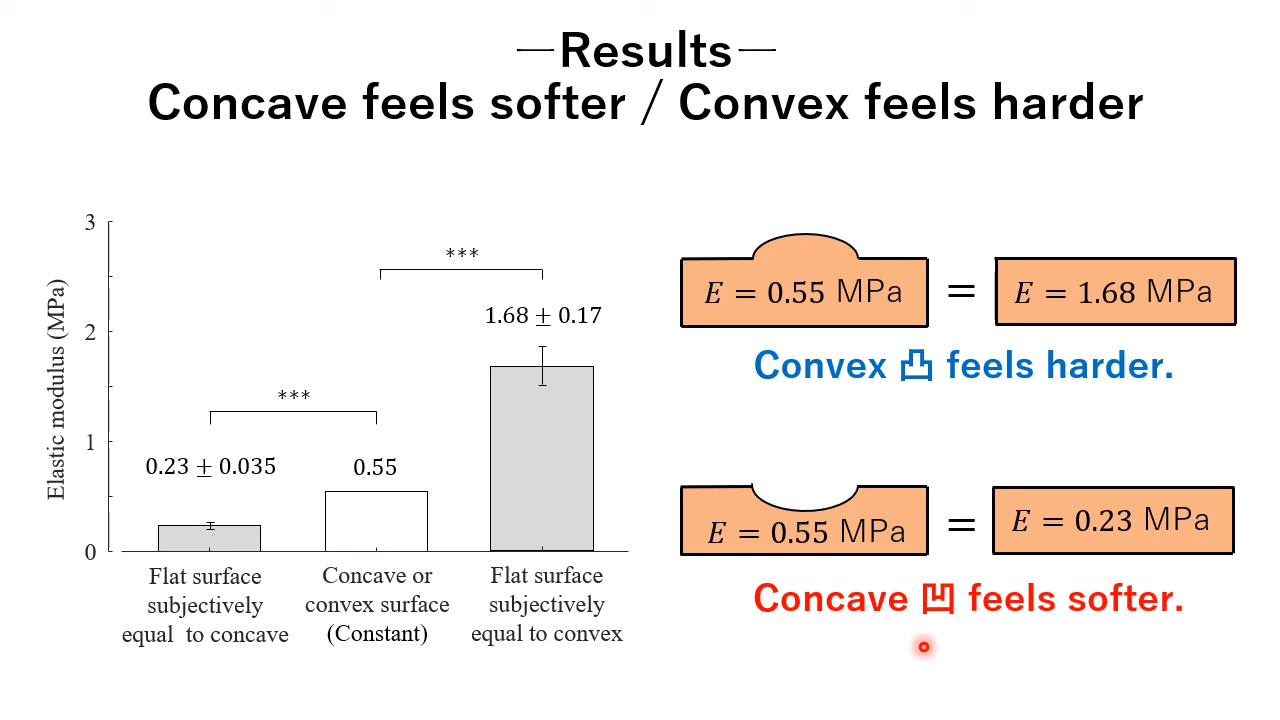 —Results—
Concave feels softer / Convex feels harder
Elastic modulus (MPa)
3
2
1
0
***
***
0.23 ± 0.035
0.55
1.68 ± 0.17
Flat surface
subjectively
equal to concave
Concave or
convex surface
(Constant)
Flat surface
subjectively
equal to convex
E = 0.55 MPa
=
E = 1.68 MPa
Convex 凸 feels harder.
E = 0.55 MPa
=
E = 0.23 MPa
Concave 凹 feels softer.